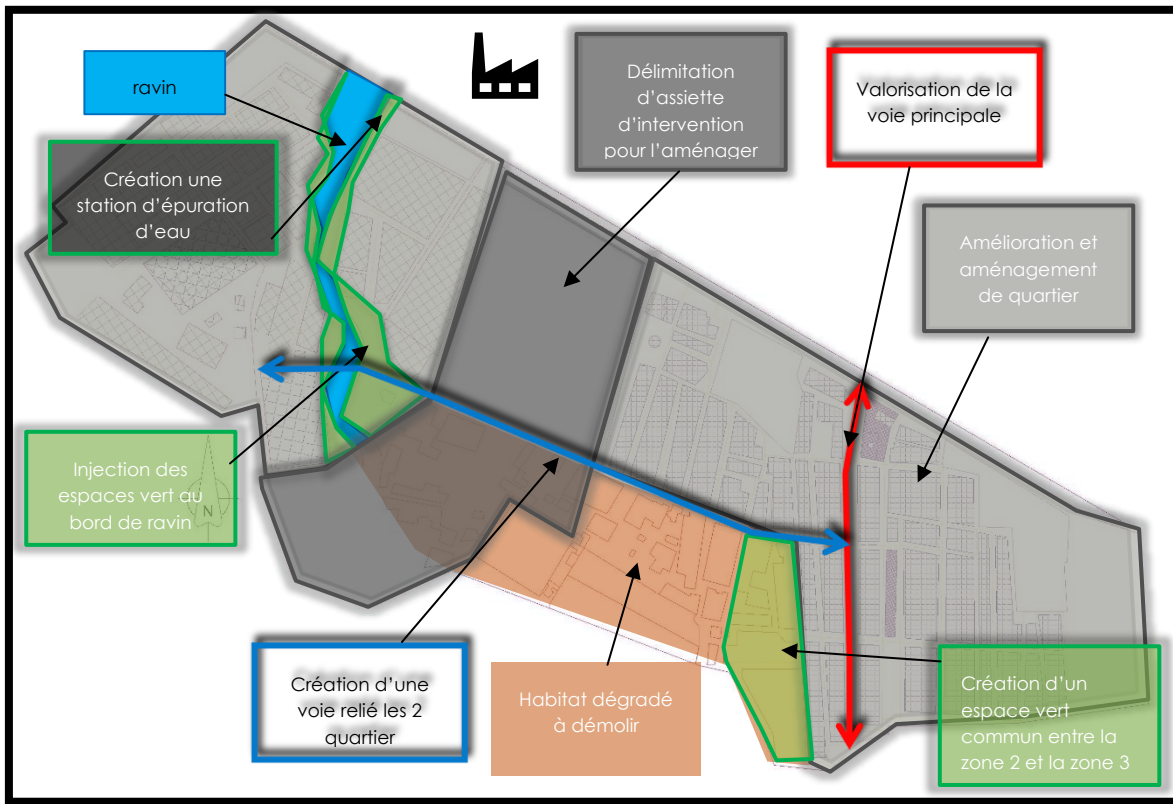 ravin
Création une
station d'épuration
d'eau
Délimitation
d'assiette
d'intervention
pour l'aménager
Valorisation de la
voie principale
Amélioration et
aménagement
de quartier
Injection des
espaces vert au
bord de ravin
N
Création d'une
voie relié les 2
quartier
Habitat dégradé
à démolir
Création d'un
espace vert
commun entre la
zone 2 et la zone 3